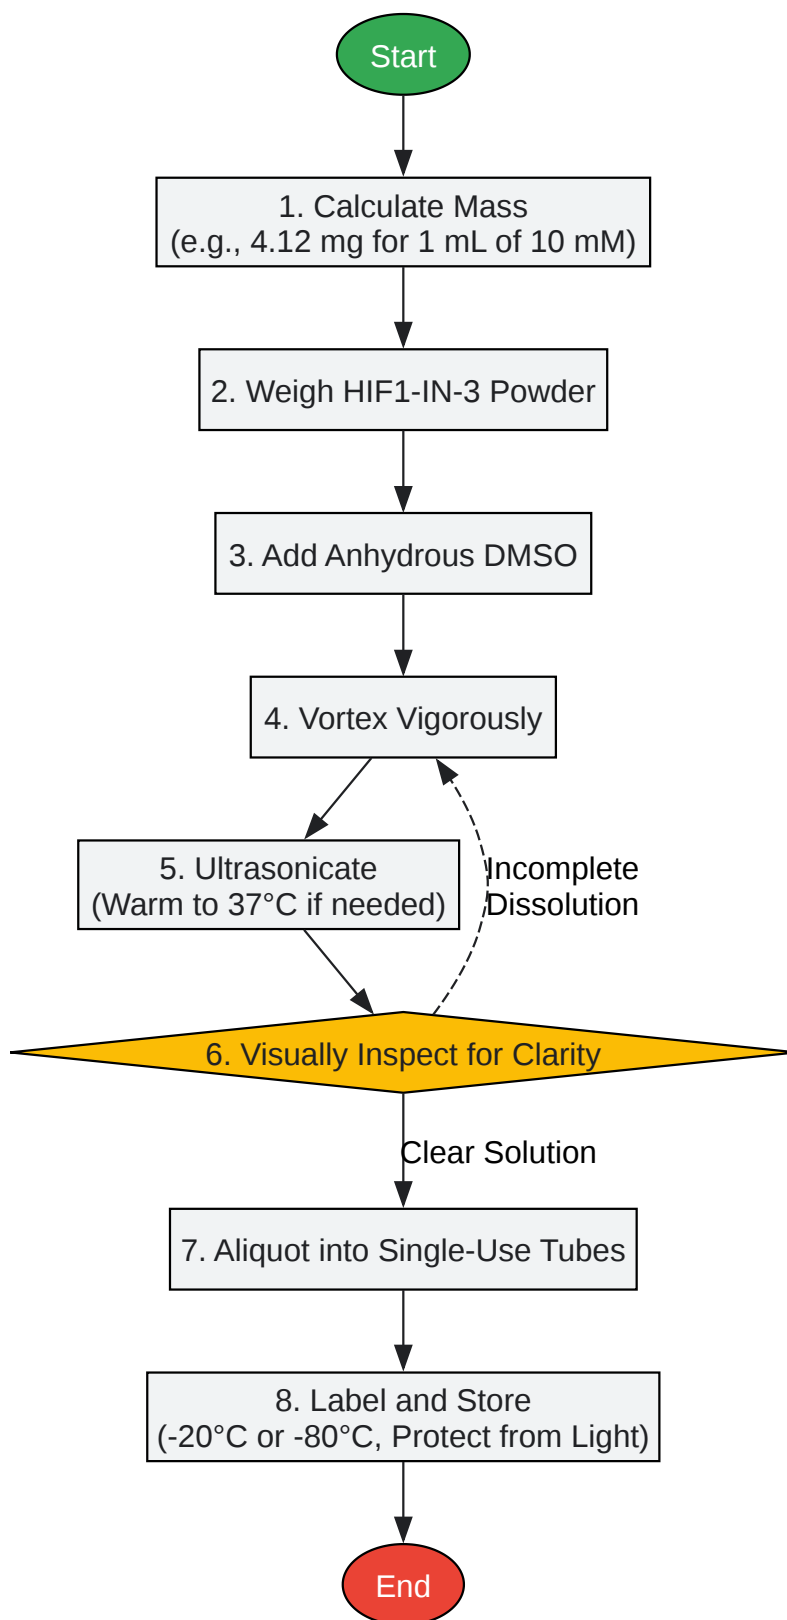 Start
1. Calculate Mass
(e.g., 4.12 mg for 1 mL of 10 mM)
2. Weigh HIF1-IN-3 Powder
3. Add Anhydrous DMSO
4. Vortex Vigorously
5. Ultrasonicate
(Warm to 37°C if needed)
Incomplete
Dissolution
6. Visually Inspect for Clarity
Clear Solution
7. Aliquot into Single-Use Tubes
8. Label and Store
(-20°C or -80°C, Protect from Light)
End